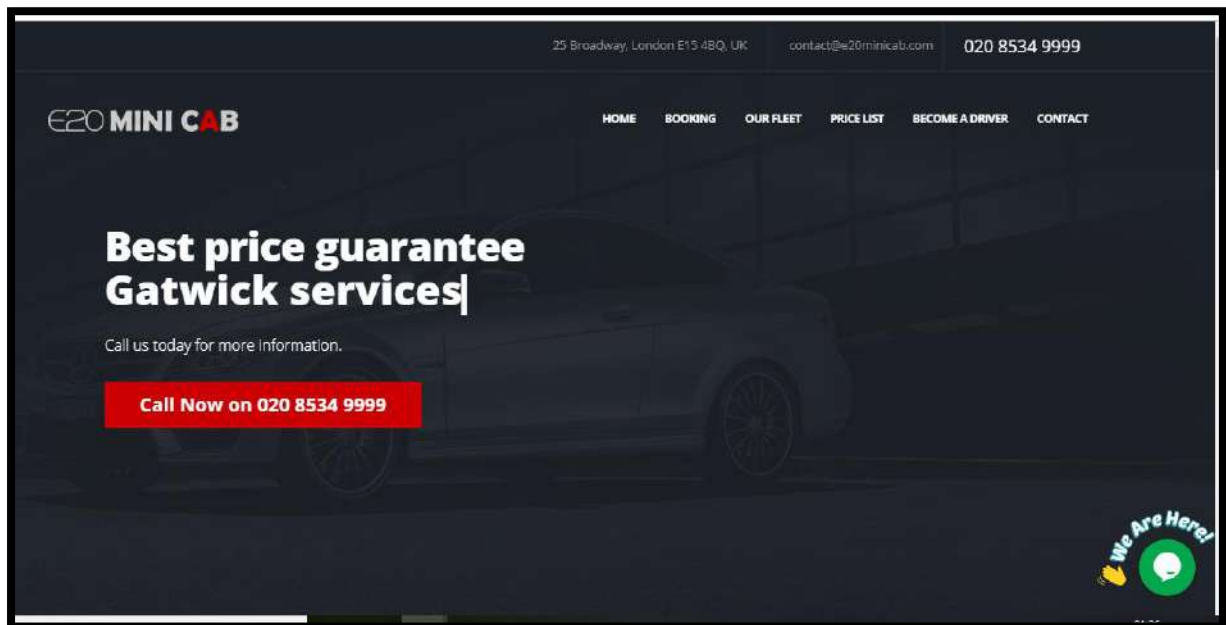 25 Broadway, London E15 4BQ, UK
contact@e20minicab.com
020 8534 9999
E20 MINI CAB
HOME BOOKING OUR FLEET PRICE LIST BECOME A DRIVER CONTACT
Best price guarantee
Gatwick services
Call us today for more information.
Call Now on 020 8534 9999
We Are Here!